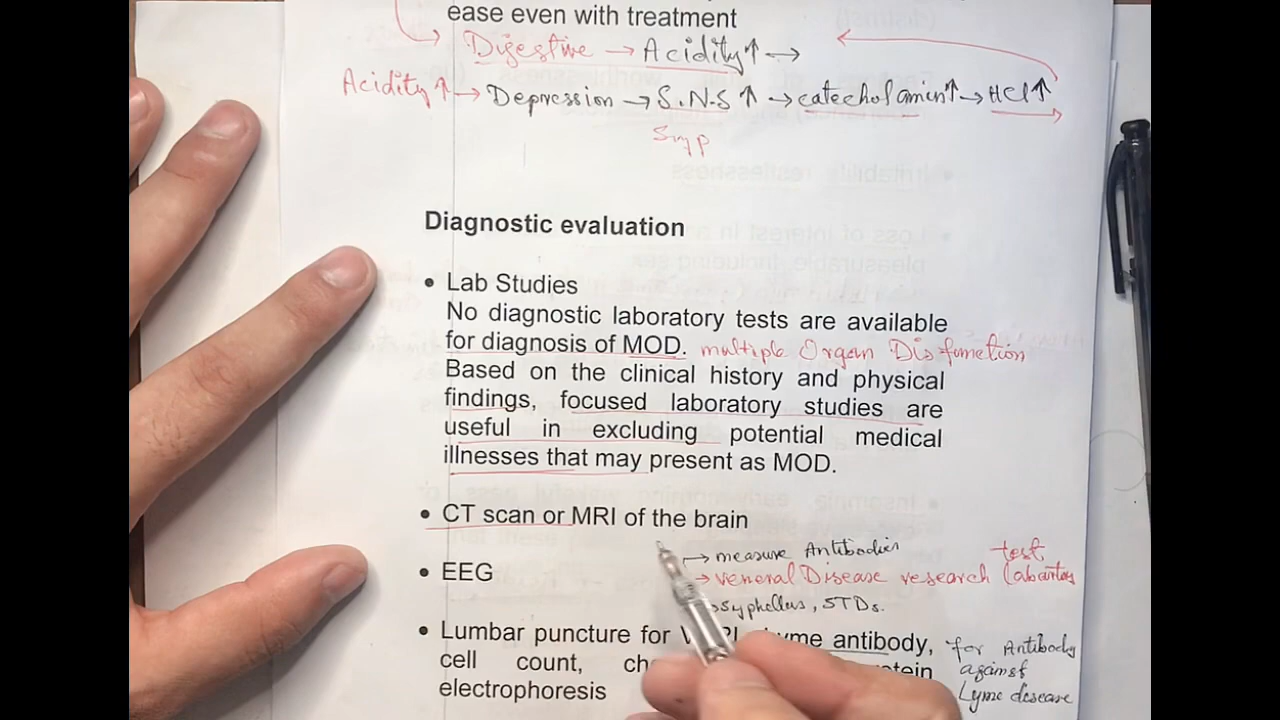 ease even with treatment
Digestive → Acidity ↑ →
Acidity ↑ → Depression → S.N.S ↑ → catecholamin ↑ → HCl ↑
Syp
Diagnostic evaluation
• Lab Studies
No diagnostic laboratory tests are available
for diagnosis of MOD. multiple Organ Disfunction
Based on the clinical history and physical
findings, focused laboratory studies are
useful in excluding potential medical
illnesses that may present as MOD.
• CT scan or MRI of the brain
→ measure Antibodies
test
• EEG
→ veneral Disease research
syphellus, STDs.
• Lumbar puncture for antibody, for Antibody
cell count, against
electrophoresis Lyme desease